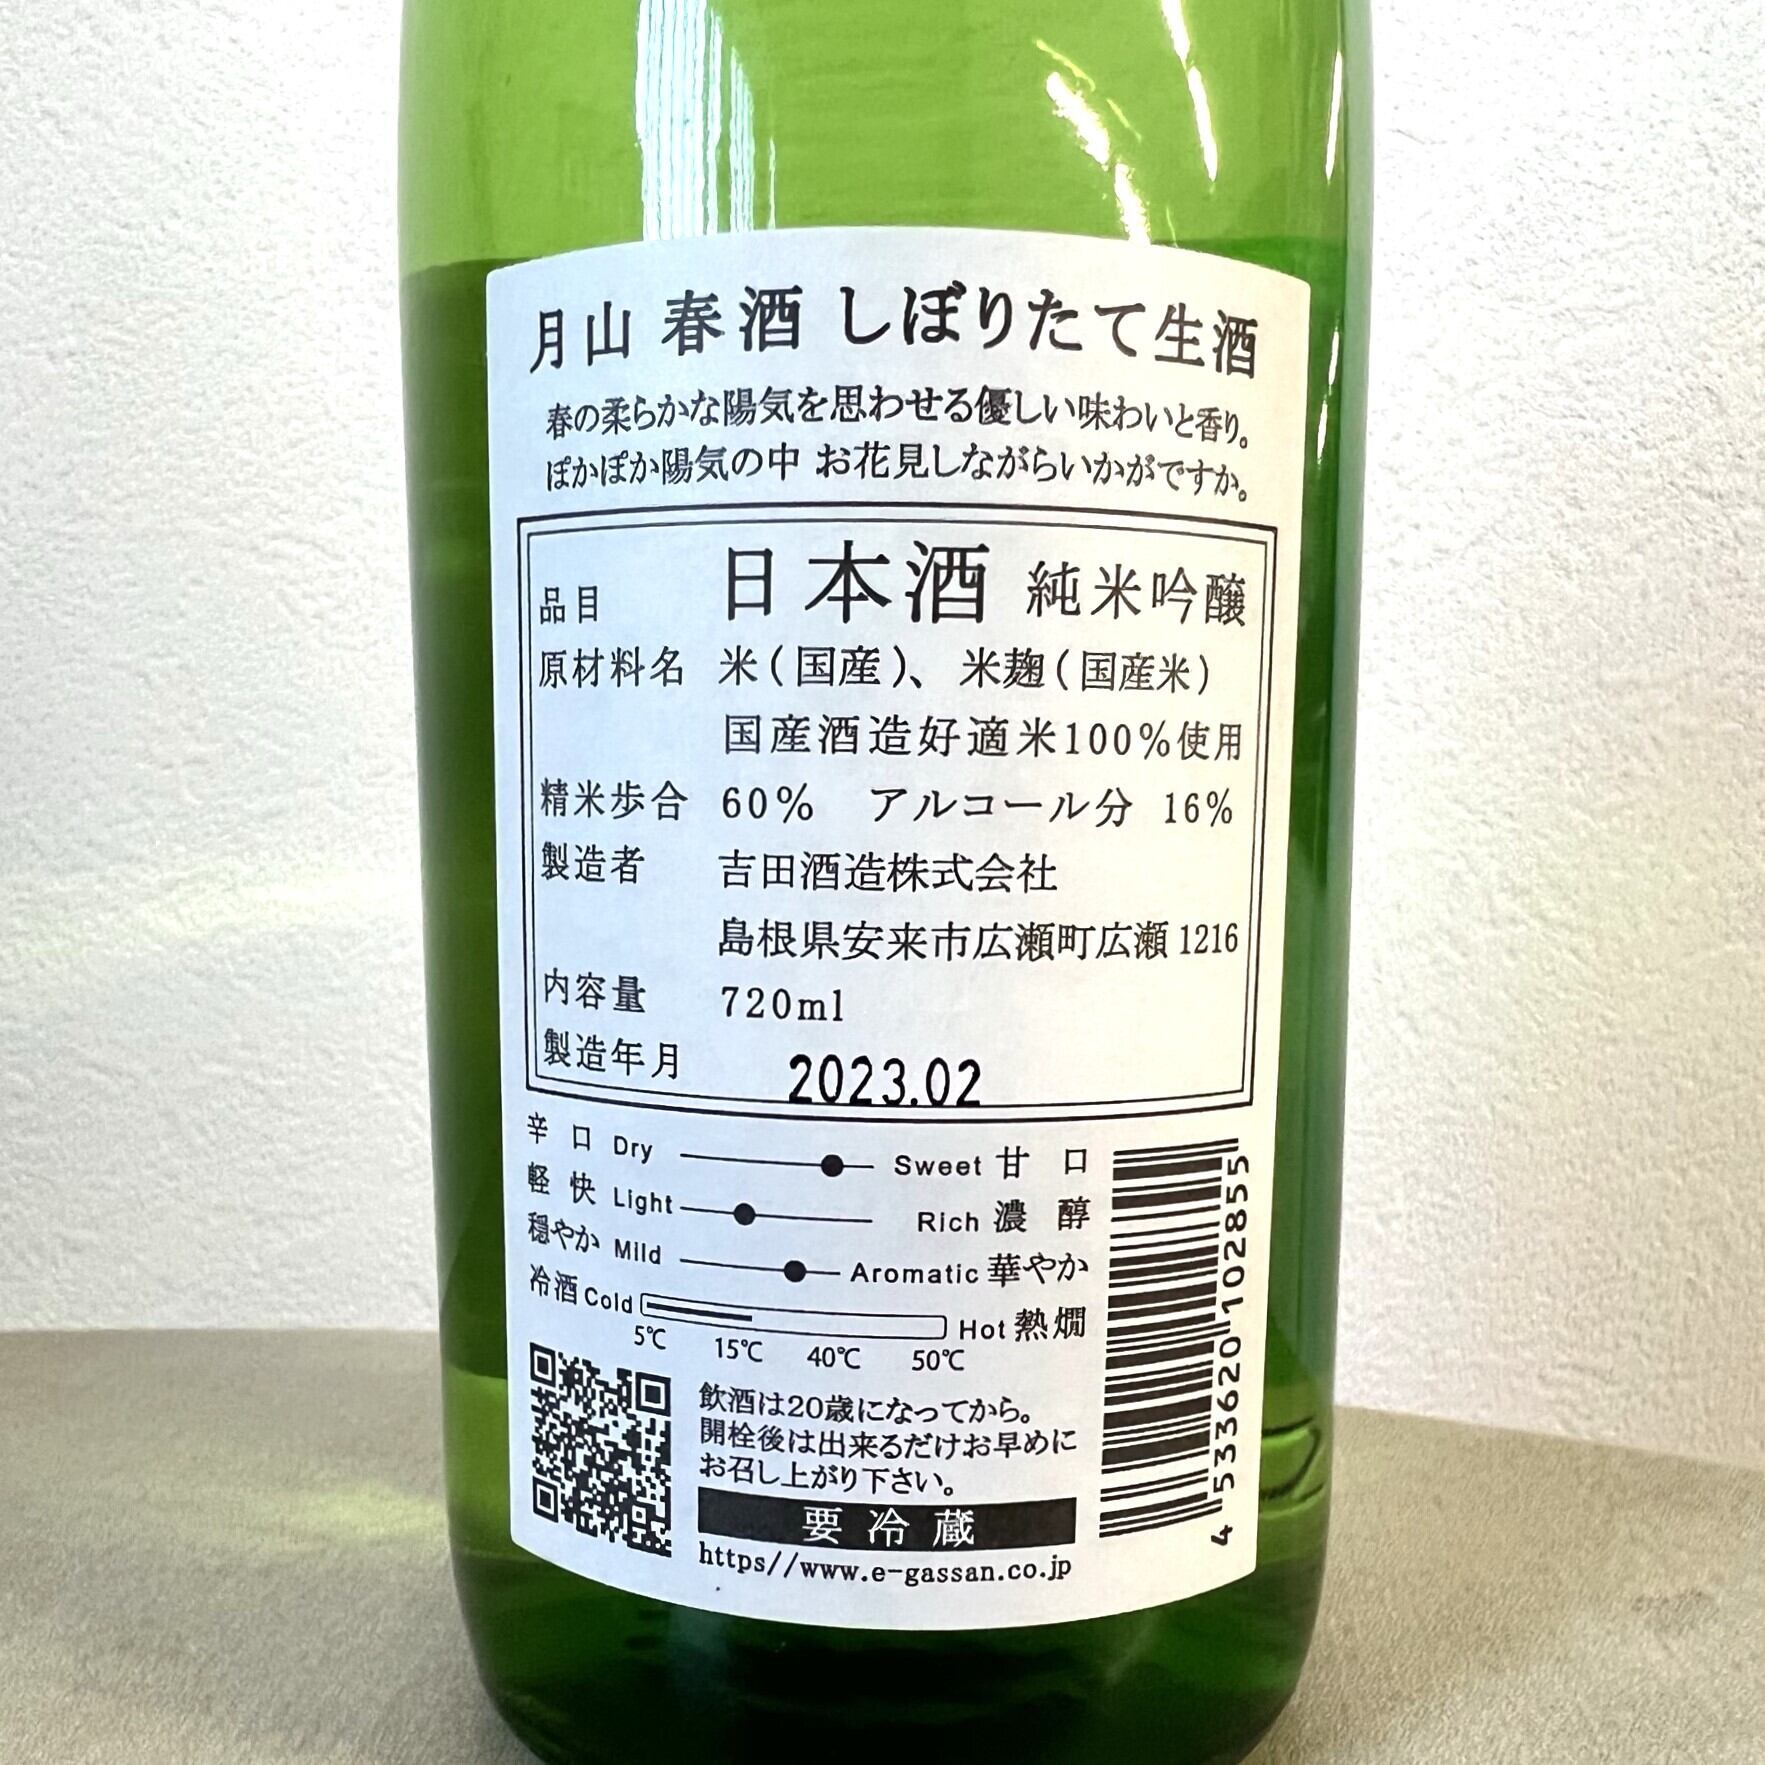 月山 春酒 しぼりたて生酒
春の柔らかな陽気を思わせる優しい味わいと香り。
ぽかぽか陽気の中 お花見しながらいかがですか。
品目 日本酒 純米吟醸
原材料名 米(国産)、米麹(国産米)
国産酒造好適米100%使用
精米歩合 60% アルコール分 16%
製造者 吉田酒造株式会社
島根県安来市広瀬町広瀬1216
内容量 720ml
製造年月 2023.02
辛口 Dry Sweet 甘口
軽快 Light Rich 濃醇
穏やか Mild Aromatic 華やか
冷酒 Cold Hot 熱燗
5℃ 15℃ 40℃ 50℃
飲酒は20歳になってから。
開栓後は出来るだけお早めに
お召し上がり下さい。
要冷蔵
https//www.e-gassan.co.jp
4533620102855